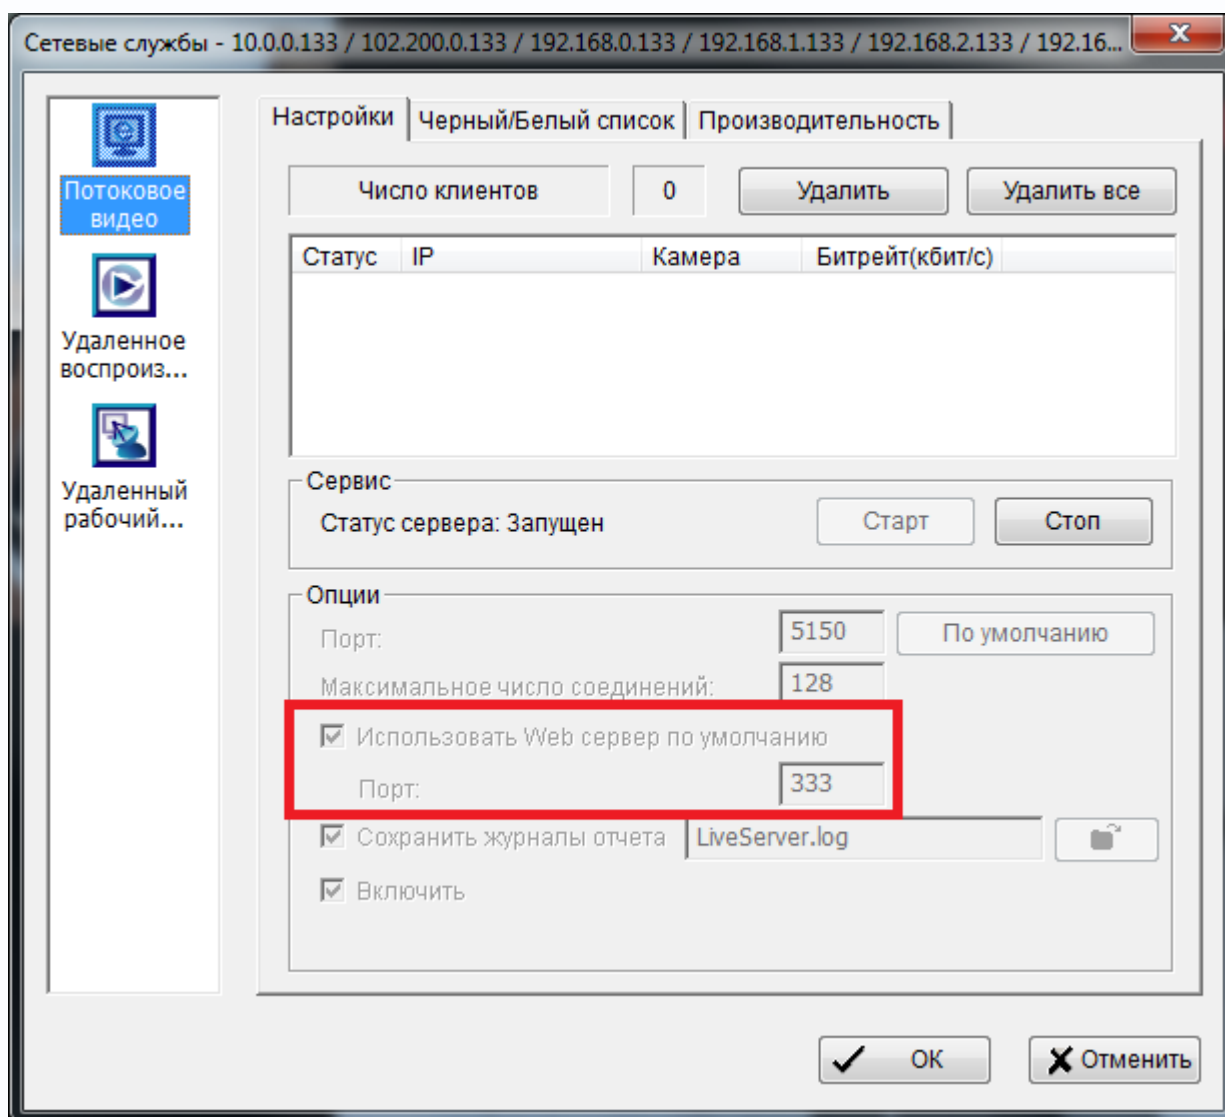 Сетевые службы - 10.0.0.133 / 102.200.0.133 / 192.168.0.133 / 192.168.1.133 / 192.168.2.133 / 192.16...
Потоковое
видео
Удаленное
воспроиз...
Удаленный
рабочий...
Настройки Черный/Белый список Производительность
Число клиентов 0 Удалить Удалить все
Статус IP Камера Битрейт(кбит/с)
Сервис
Статус сервера: Запущен Старт Стоп
Опции
Порт: 5150 По умолчанию
Максимальное число соединений: 128
Использовать Web сервер по умолчанию
Порт: 333
Сохранить журналы отчета LiveServer.log
Включить
ОК Отменить